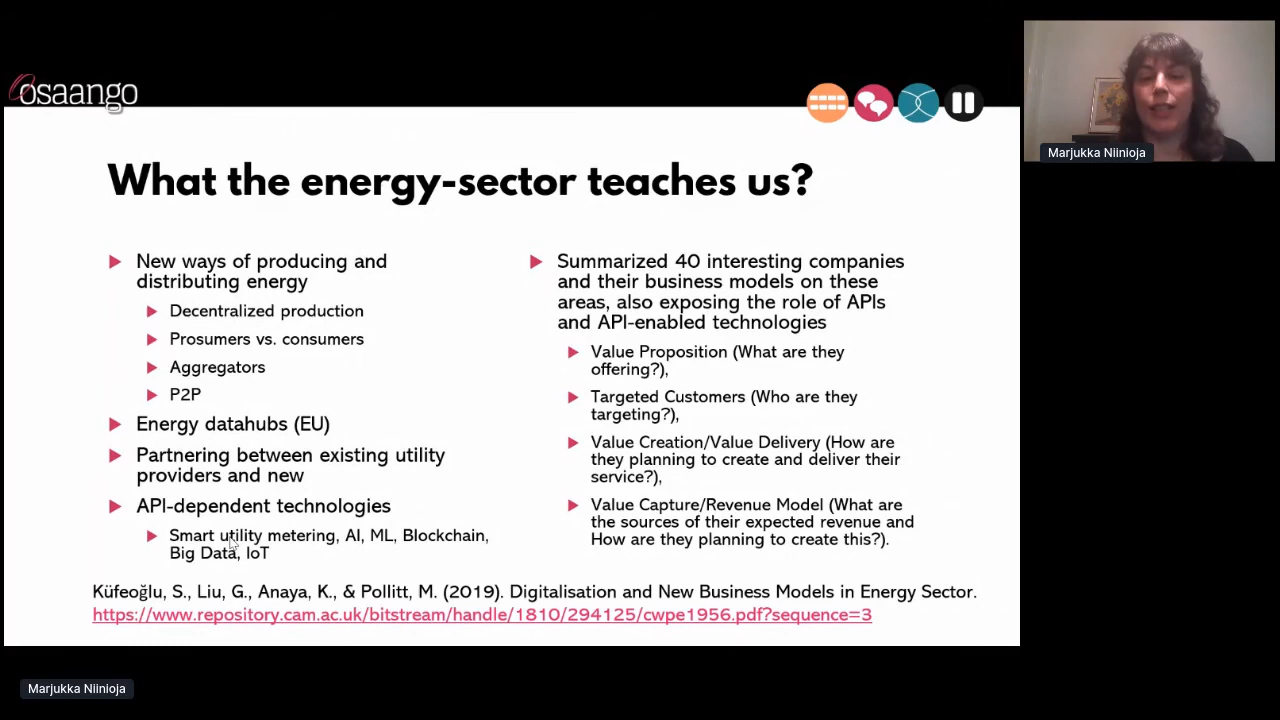 osaango
What the energy-sector teaches us?
New ways of producing and
distributing energy
Decentralized production
Prosumers vs. consumers
Aggregators
P2P
Energy datahubs (EU)
Partnering between existing utility
providers and new
API-dependent technologies
Smart utility metering, AI, ML, Blockchain,
Big Data, IoT
Summarized 40 interesting companies
and their business models on these
areas, also exposing the role of APIs
and API-enabled technologies
Value Proposition (What are they
offering?),
Targeted Customers (Who are they
targeting?),
Value Creation/Value Delivery (How are
they planning to create and deliver their
service?),
Value Capture/Revenue Model (What are
the sources of their expected revenue and
How are they planning to create this?).
Küfeoğlu, S., Liu, G., Anaya, K., & Pollitt, M. (2019). Digitalisation and New Business Models in Energy Sector.
https://www.repository.cam.ac.uk/bitstream/handle/1810/294125/cwpe1956.pdf?sequence=3
Marjukka Niinioja
Marjukka Niinioja